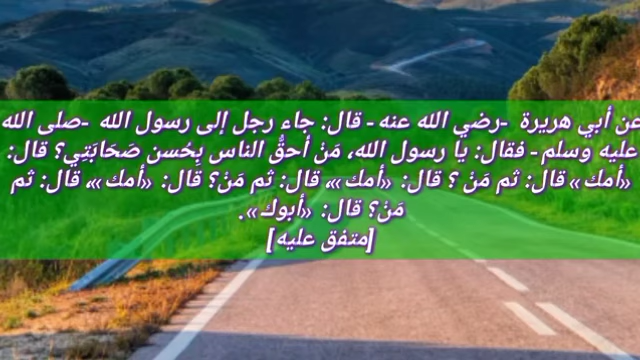 عن أبي هريرة -رضي الله عنه- قال: جاء رجل إلى رسول الله -صلى الله
عليه وسلم- فقال: يا رسول الله، مَنْ أحقُّ الناس بِحُسن صَحَابَتِي؟ قال:
«أمك» قال: ثم مَنْ ؟ قال: «أمك»، قال: ثم مَنْ؟ قال: «أمك»، قال: ثم
مَنْ؟ قال: «أبوك».
[متفق عليه]